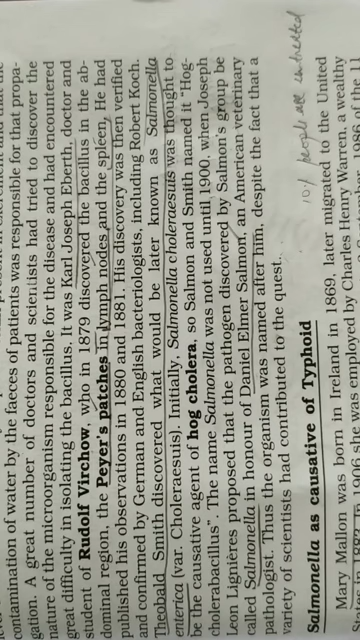 contamination of water by the faeces of patients was responsible for that propa-
gation. A great number of doctors and scientists had tried to discover the
nature of the microorganism responsible for the disease and had encountered
great difficulty in isolating the bacillus. It was Karl Joseph Eberth, doctor and
student of Rudolf Virchow, who in 1879 discovered the bacillus in the ab-
dominal region, the Peyer's patches in lymph nodes and the spleen. He had
published his observations in 1880 and 1881. His discovery was then verified
and confirmed by German and English bacteriologists, including Robert Koch.
Theobald Smith discovered what would be later known as Salmonella
enterica (var. Choleraesuis). Initially, Salmonella choleraesuis was thought to
be the causative agent of hog cholera, so Salmon and Smith named it "Hog-
cholerabacillus". The name Salmonella was not used until 1900, when Joseph
Leon Lignières proposed that the pathogen discovered by Salmon's group be
called Salmonella in honour of Daniel Elmer Salmon, an American veterinary
pathologist. Thus the organism was named after him, despite the fact that a
variety of scientists had contributed to the quest.
10% people are untreated
Salmonella as causative of Typhoid
Mary Mallon was born in Ireland in 1869, later migrated to the United
1906 she was employed by Charles Henry Warren, a wealthy
of the 11